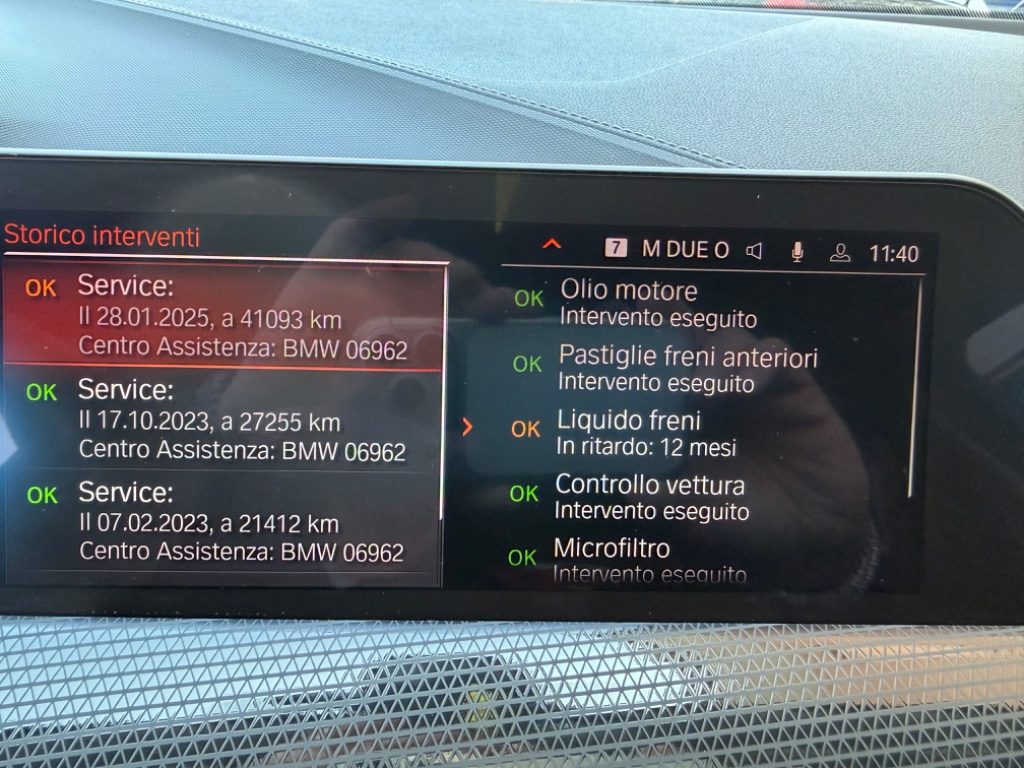 Storico interventi
7 M DUE O 11:40
OK Service:
Il 28.01.2025, a 41093 km
Centro Assistenza: BMW 06962
OK Service:
Il 17.10.2023, a 27255 km
Centro Assistenza: BMW 06962
OK Service:
Il 07.02.2023, a 21412 km
Centro Assistenza: BMW 06962
OK Olio motore
Intervento eseguito
OK Pastiglie freni anteriori
Intervento eseguito
OK Liquido freni
In ritardo: 12 mesi
OK Controllo vettura
Intervento eseguito
OK Microfiltro
Intervento eseguito